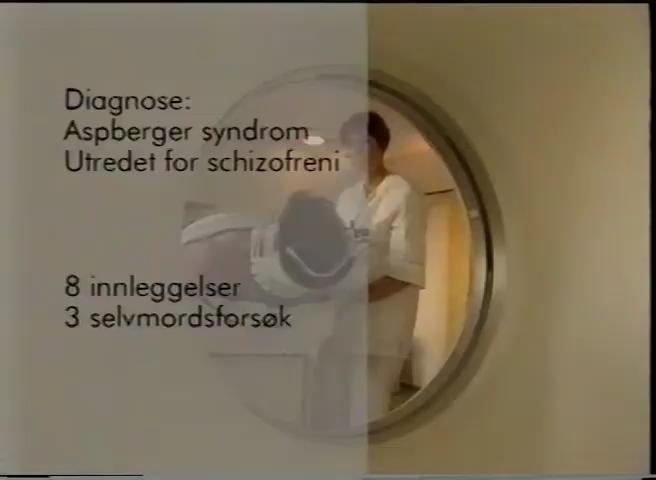 Diagnose:
Aspberger syndrom
Utredet for schizofreni
8 innleggelser
3 selvmordsforsøk